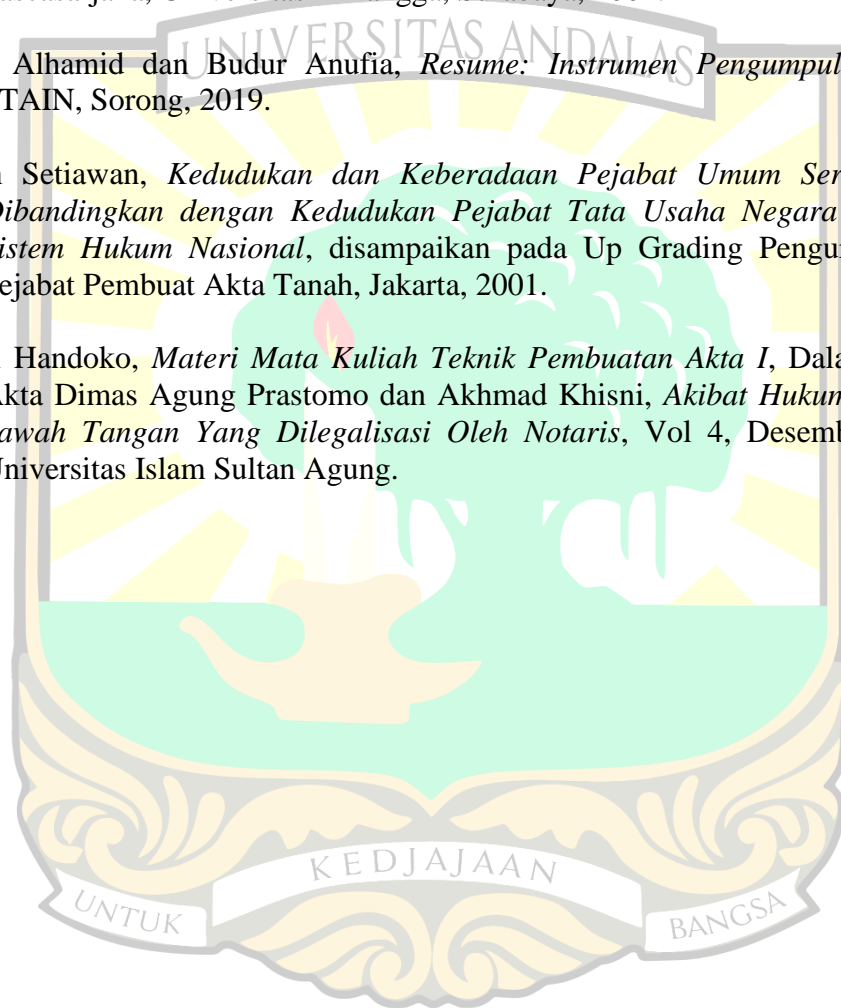 UNIVERSITAS ANDALAS
Alhamid dan Budur Anufia, Resume: Instrumen Pengumpul
TAIN, Sorong, 2019.
Setiawan, Kedudukan dan Keberadaan Pejabat Umum Ser
Dibandingkan dengan Kedudukan Pejabat Tata Usaha Negara
istem Hukum Nasional, disampaikan pada Up Grading Pengu
ejabat Pembuat Akta Tanah, Jakarta, 2001.
Handoko, Materi Mata Kuliah Teknik Pembuatan Akta I, Dala
Akta Dimas Agung Prastomo dan Akhmad Khisni, Akibat Hukum
awah Tangan Yang Dilegalisasi Oleh Notaris, Vol 4, Desemb
Universitas Islam Sultan Agung.
KEDJAJAAN
UNTUK
BANGSA